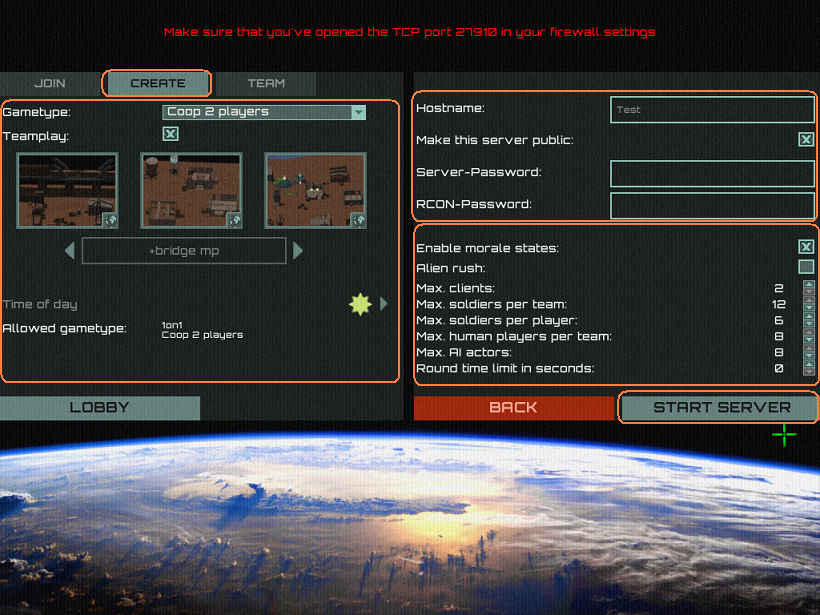 Make sure that you've opened the TCP port 27910 in your firewall settings
JOIN CREATE TEAM
Gametype: Coop 2 players
Teamplay:
+bridge mp
Time of day
Allowed gametype: 1on1
Coop 2 players
LOBBY
Hostname: Test
Make this server public:
Server-Password:
RCON-Password:
Enable morale states:
Alien rush:
Max. clients: 2
Max. soldiers per team: 12
Max. soldiers per player: 6
Max. human players per team: 8
Max. AI actors: 8
Round time limit in seconds: 0
BACK START SERVER